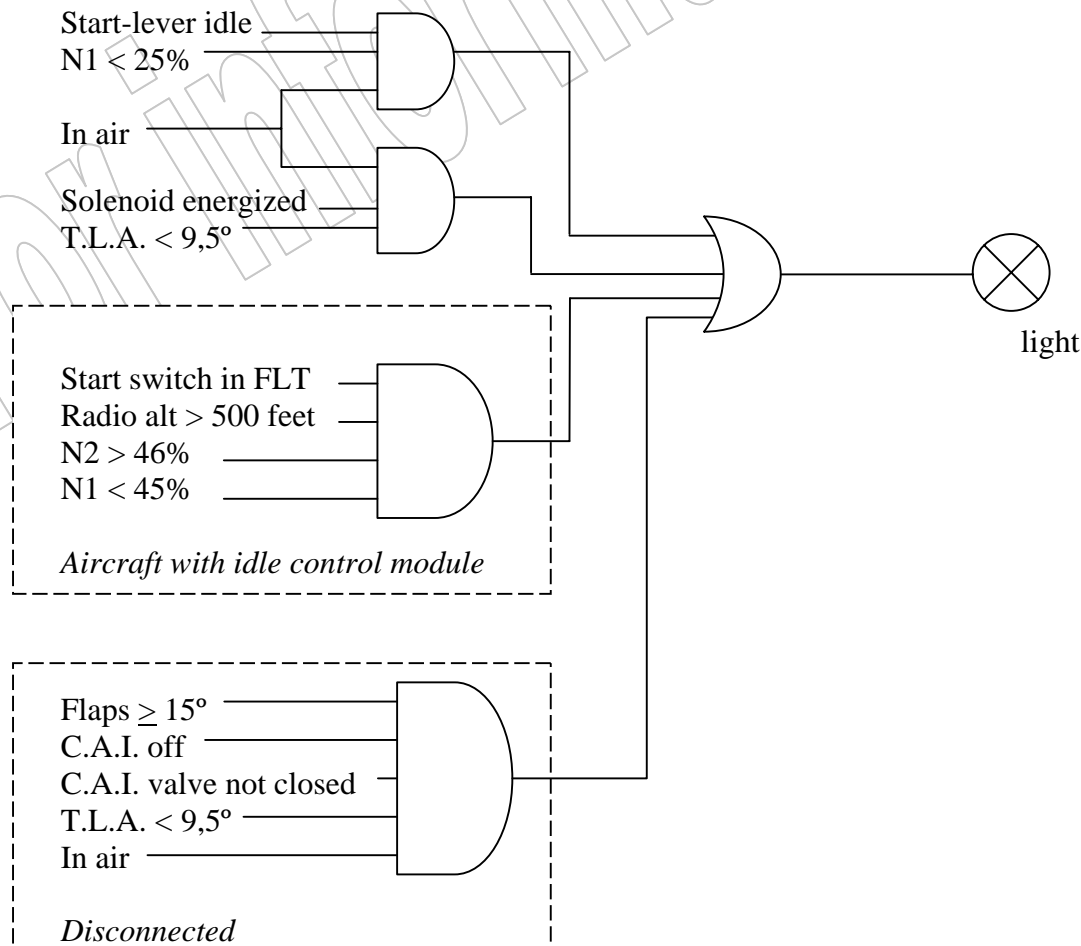 Start-lever idle
N1 < 25%
In air
Solenoid energized
T.L.A. < 9,5º
light
Start switch in FLT
Radio alt > 500 feet
N2 > 46%
N1 < 45%
Aircraft with idle control module
Flaps > 15º
C.A.I. off
C.A.I. valve not closed
T.L.A. < 9,5º
In air
Disconnected
or inform